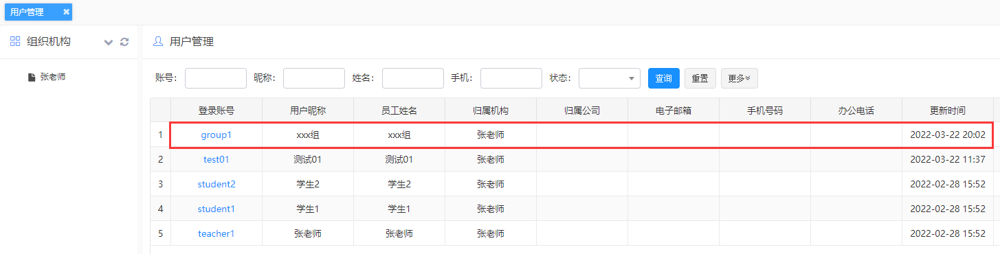 用户管理
组织机构
用户管理
张老师
账号： 昵称： 姓名： 手机： 状态： 查询 重置 更多
登录账号 用户昵称 员工姓名 归属机构 归属公司 电子邮箱 手机号码 办公电话 更新时间
1 group1 xxx组 xxx组 张老师 2022-03-22 20:02
2 test01 测试01 测试01 张老师 2022-03-22 11:37
3 student2 学生2 学生2 张老师 2022-02-28 15:52
4 student1 学生1 学生1 张老师 2022-02-28 15:52
5 teacher1 张老师 张老师 张老师 2022-02-28 15:52